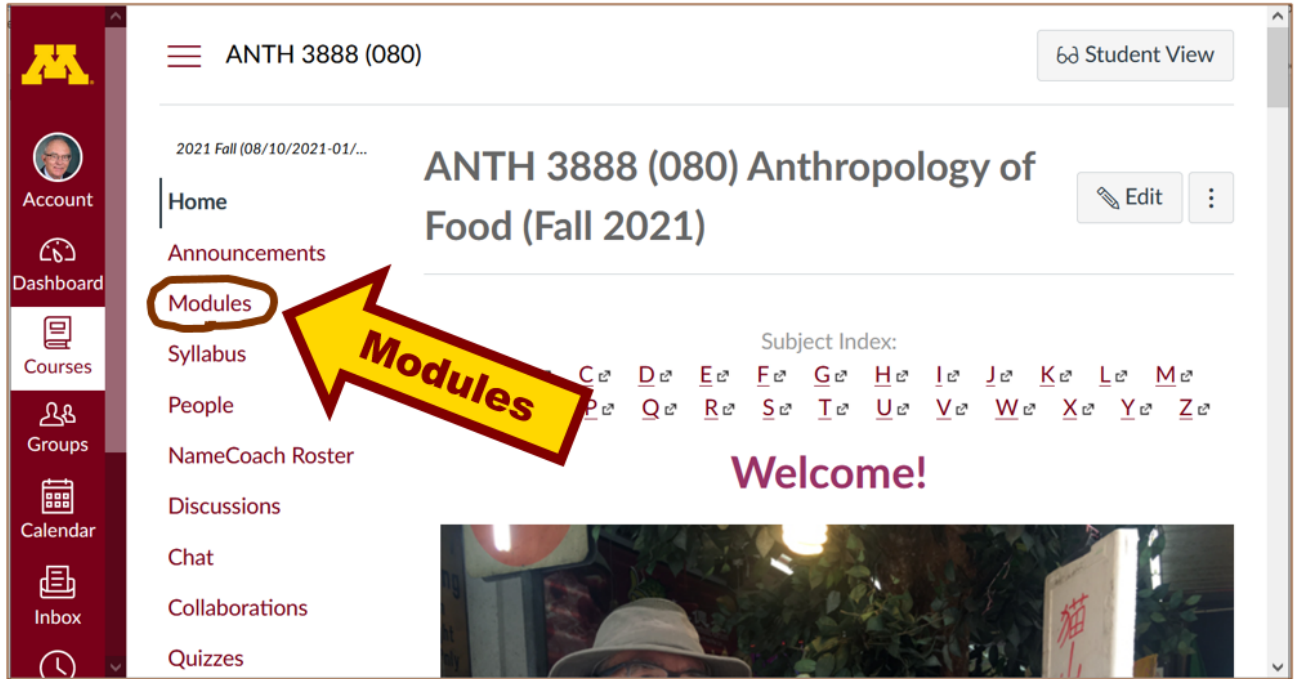 M
ANTH 3888 (080)
Student View
Account
Dashboard
Courses
Groups
Calendar
Inbox
2021 Fall (08/10/2021-01/...
Home
Announcements
Modules
Syllabus
People
NameCoach Roster
Discussions
Chat
Collaborations
Quizzes
ANTH 3888 (080) Anthropology of
Food (Fall 2021)
Edit
Modules
Subject Index:
C D E F G H I J K L M
P Q R S T U V W X Y Z
Welcome!
猫
山